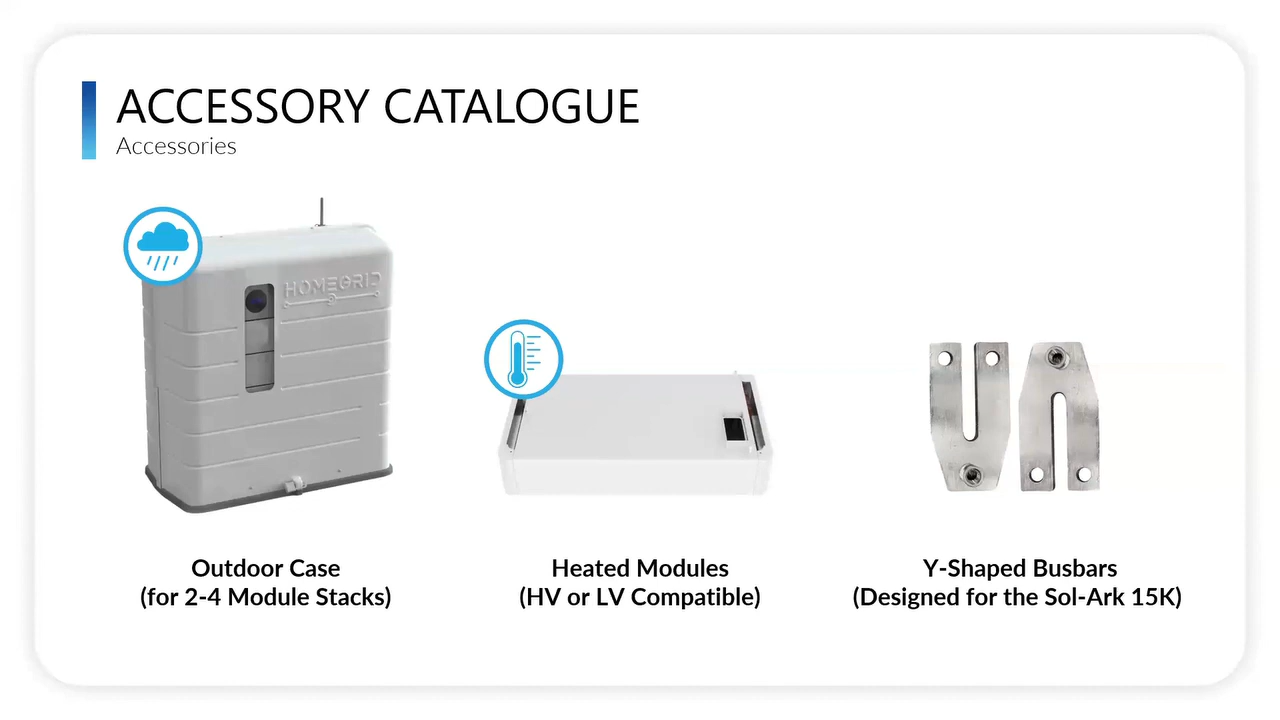 ACCESSORY CATALOGUE
Accessories
HOMEGRID
Outdoor Case
(for 2-4 Module Stacks)
Heated Modules
(HV or LV Compatible)
Y-Shaped Busbars
(Designed for the Sol-Ark 15K)